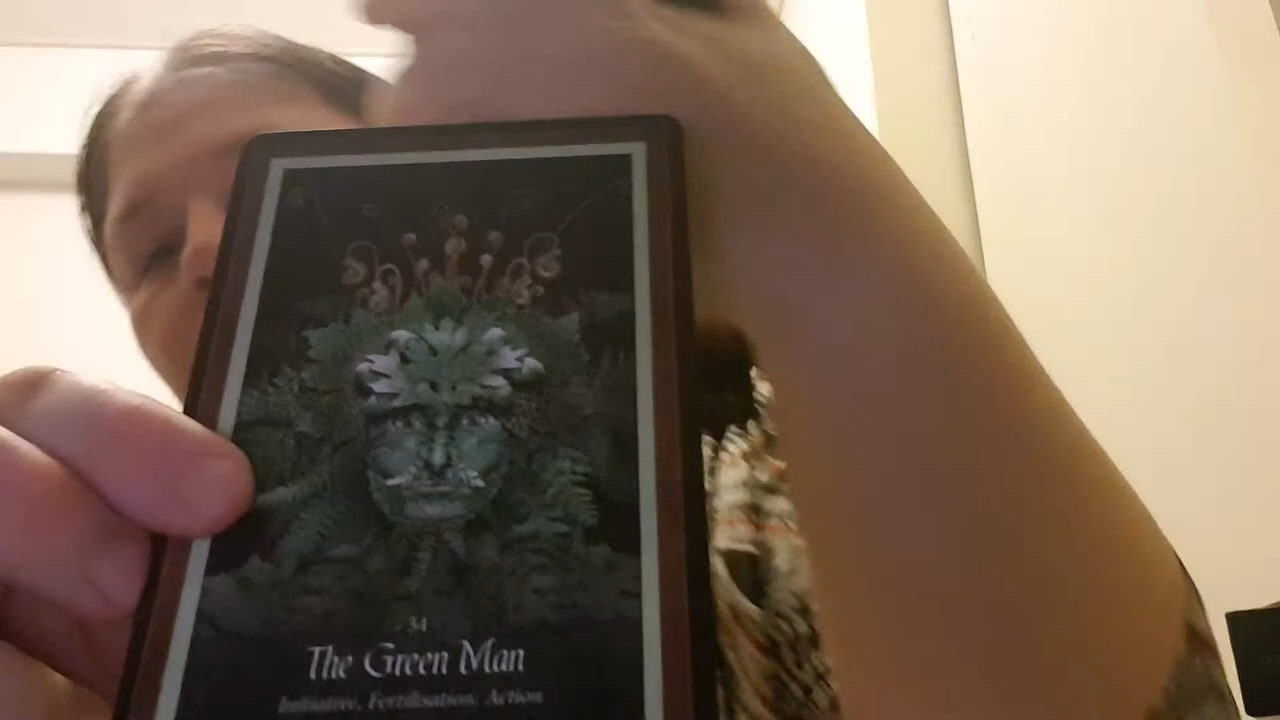 34
The Green Man
Initiative, Fertilisation, Action